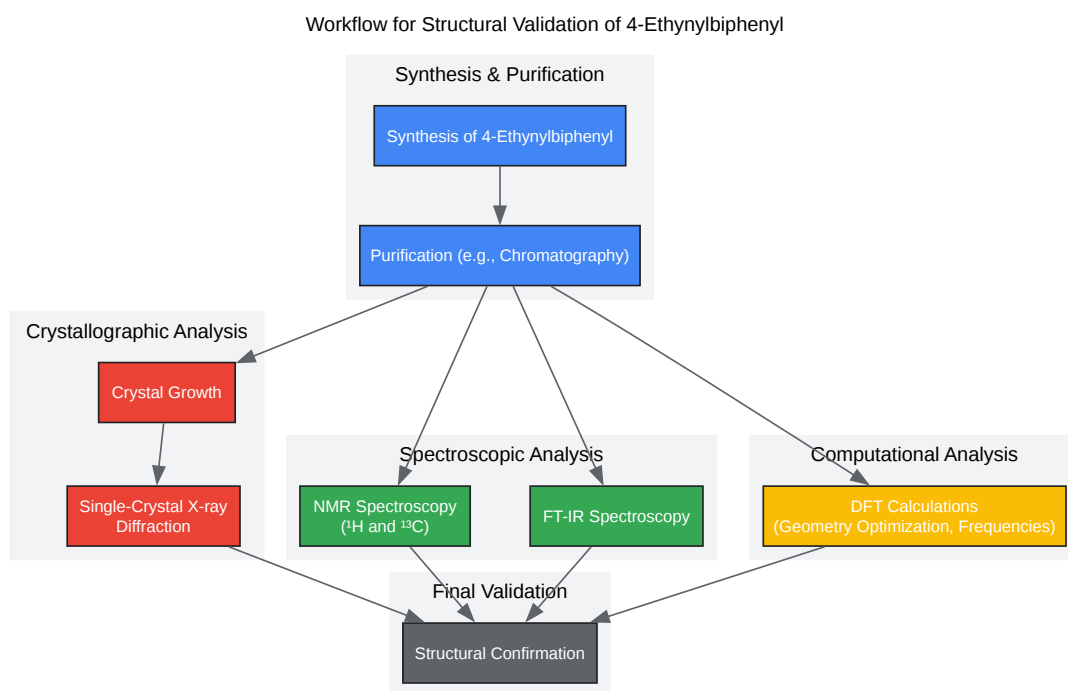 Workflow for Structural Validation of 4-Ethynylbiphenyl
Synthesis & Purification
Synthesis of 4-Ethynylbiphenyl
Purification (e.g., Chromatography)
Crystallographic Analysis
Crystal Growth
Single-Crystal X-ray
Diffraction
Spectroscopic Analysis
NMR Spectroscopy
(¹H and ¹³C)
FT-IR Spectroscopy
Computational Analysis
DFT Calculations
(Geometry Optimization, Frequencies)
Final Validation
Structural Confirmation